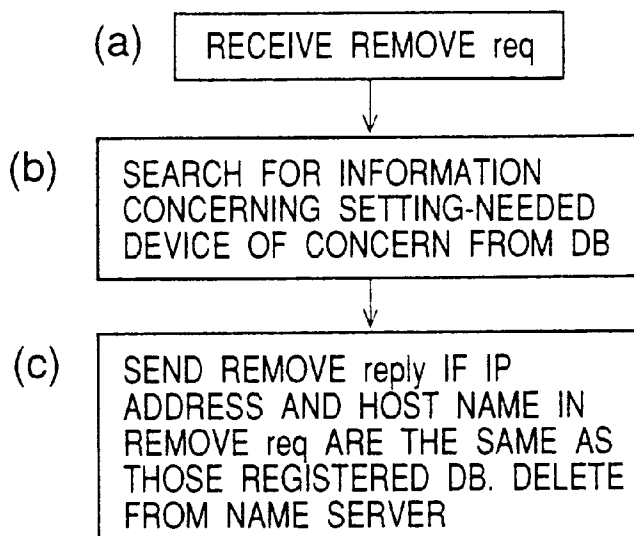 (a) RECEIVE REMOVE req
(b) SEARCH FOR INFORMATION
CONCERNING SETTING-NEEDED
DEVICE OF CONCERN FROM DB
(c) SEND REMOVE reply IF IP
ADDRESS AND HOST NAME IN
REMOVE req ARE THE SAME AS
THOSE REGISTERED DB. DELETE
FROM NAME SERVER